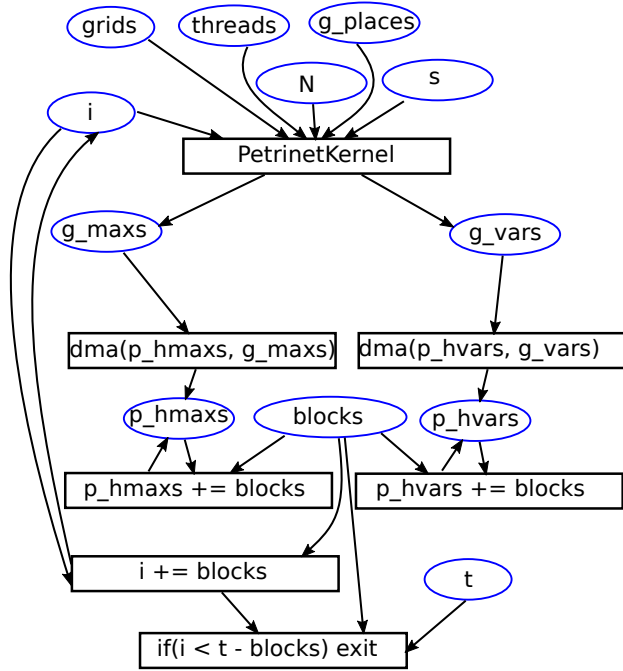 grids
threads
g_places
N
s
i
PetrinetKernel
g_maxs
g_vars
dma(p_hmaxs, g_maxs)
dma(p_hvars, g_vars)
p_hmaxs
blocks
p_hvars
p_hmaxs += blocks
p_hvars += blocks
i += blocks
t
if(i < t - blocks) exit